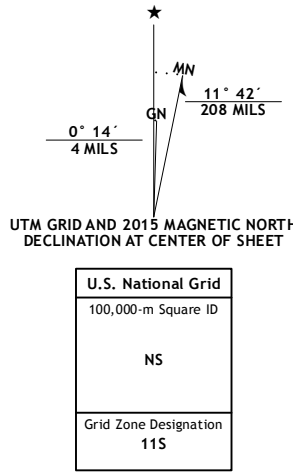 MN
11° 42´
208 MILS
GN
0° 14´
4 MILS
UTM GRID AND 2015 MAGNETIC NORTH
DECLINATION AT CENTER OF SHEET
U.S. National Grid
100,000-m Square ID
NS
Grid Zone Designation
11S